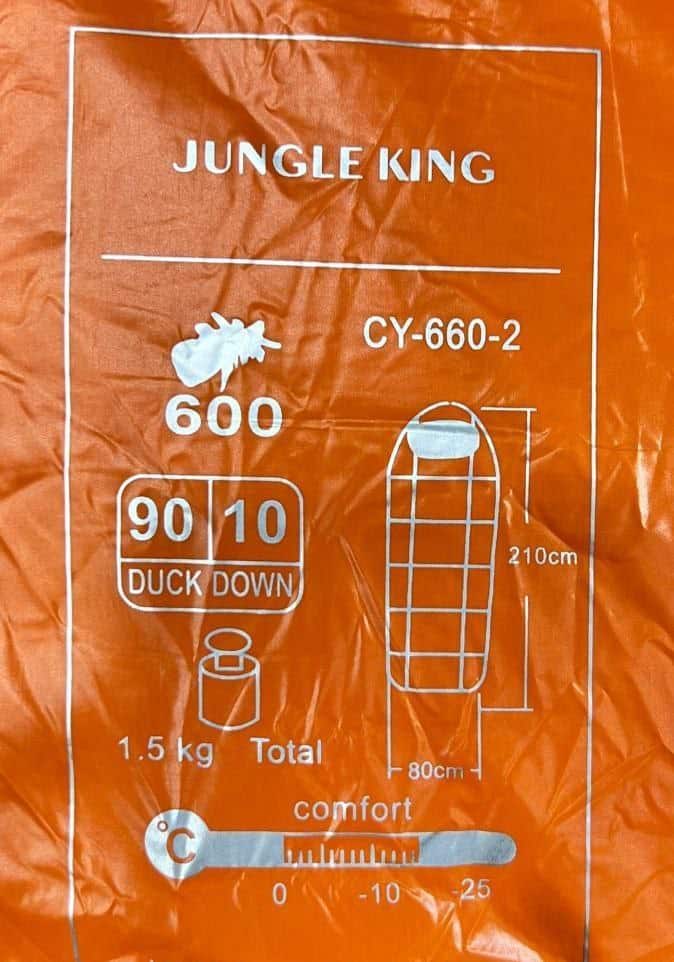 JUNGLE KING
CY-660-2
600
90 10
DUCK DOWN
210cm
1.5 kg Total
80cm
comfort
°C
0 -10 -25